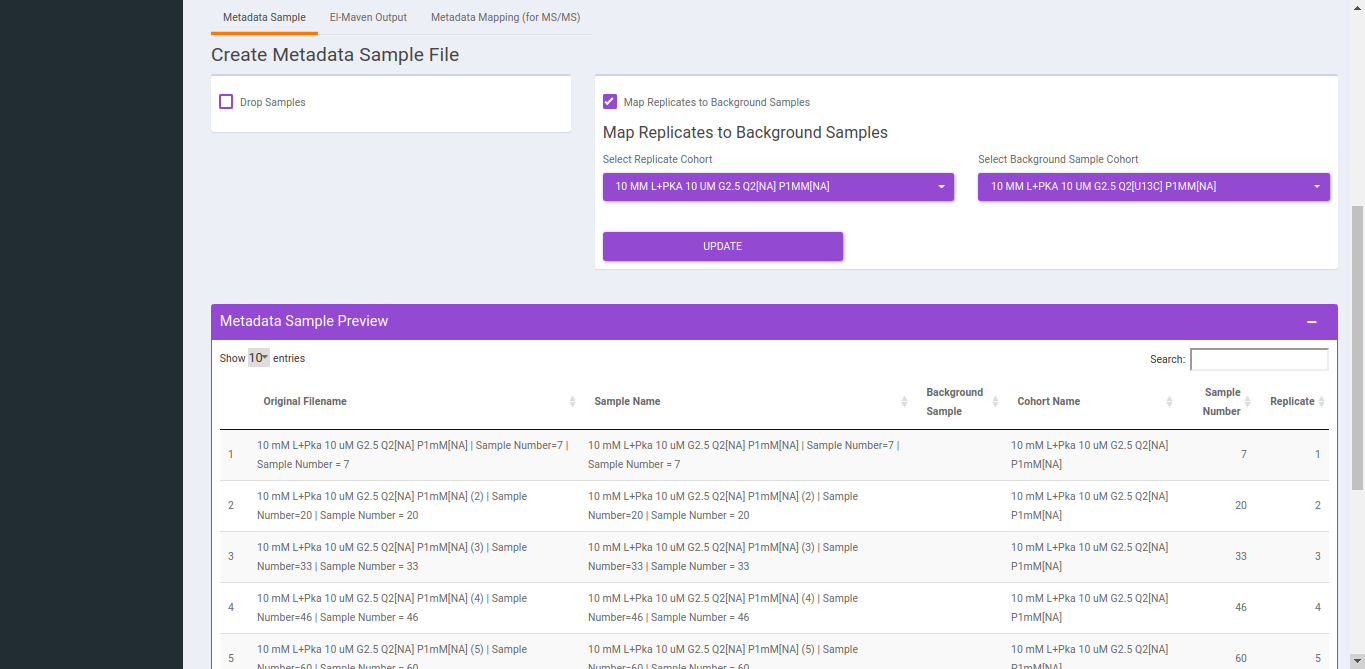 Metadata Sample El-Maven Output Metadata Mapping (for MS/MS)
Create Metadata Sample File
Drop Samples
Map Replicates to Background Samples
Map Replicates to Background Samples
Select Replicate Cohort Select Background Sample Cohort
10 MM L+PKA 10 UM G2.5 Q2[NA] P1MM[NA] 10 MM L+PKA 10 UM G2.5 Q2[U13C] P1MM[NA]
UPDATE
Metadata Sample Preview
Show 10 entries Search:
Original Filename Sample Name Background Sample Cohort Name Sample Number Replicate
1 10 mM L+Pka 10 uM G2.5 Q2[NA] P1mM[NA] | Sample Number=7 | Sample Number = 7 10 mM L+Pka 10 uM G2.5 Q2[NA] P1mM[NA] | Sample Number=7 | Sample Number = 7 10 mM L+Pka 10 uM G2.5 Q2[NA] P1mM[NA] 7 1
2 10 mM L+Pka 10 uM G2.5 Q2[NA] P1mM[NA] (2) | Sample Number=20 | Sample Number = 20 10 mM L+Pka 10 uM G2.5 Q2[NA] P1mM[NA] (2) | Sample Number=20 | Sample Number = 20 10 mM L+Pka 10 uM G2.5 Q2[NA] P1mM[NA] 20 2
3 10 mM L+Pka 10 uM G2.5 Q2[NA] P1mM[NA] (3) | Sample Number=33 | Sample Number = 33 10 mM L+Pka 10 uM G2.5 Q2[NA] P1mM[NA] (3) | Sample Number=33 | Sample Number = 33 10 mM L+Pka 10 uM G2.5 Q2[NA] P1mM[NA] 33 3
4 10 mM L+Pka 10 uM G2.5 Q2[NA] P1mM[NA] (4) | Sample Number=46 | Sample Number = 46 10 mM L+Pka 10 uM G2.5 Q2[NA] P1mM[NA] (4) | Sample Number=46 | Sample Number = 46 10 mM L+Pka 10 uM G2.5 Q2[NA] P1mM[NA] 46 4
5 10 mM L+Pka 10 uM G2.5 Q2[NA] P1mM[NA] (5) | Sample Number=60 | Sample Number = 60 10 mM L+Pka 10 uM G2.5 Q2[NA] P1mM[NA] (5) | Sample Number=60 | Sample Number = 60 10 mM L+Pka 10 uM G2.5 Q2[NA] P1mM[NA] 60 5